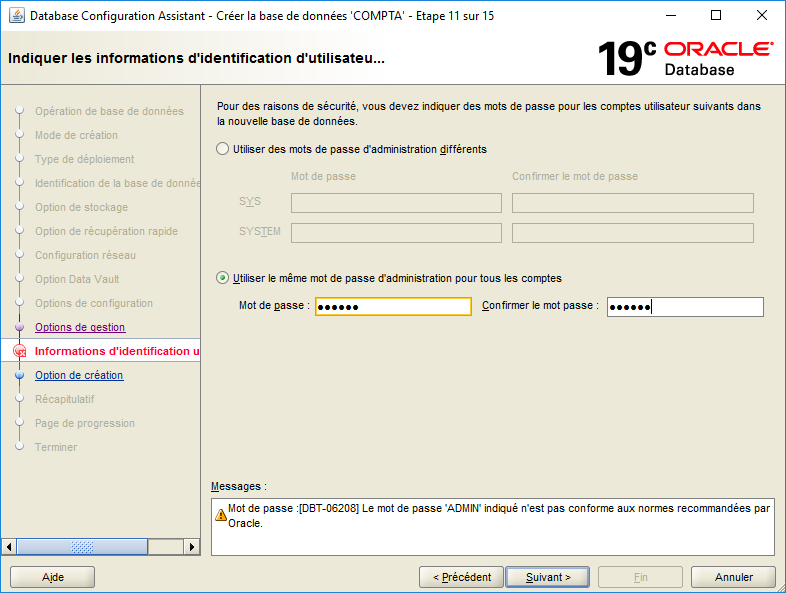 Database Configuration Assistant - Créer la base de données 'COMPTA' - Etape 11 sur 15
Indiquer les informations d'identification d'utilisateu...
19c ORACLE
Database
Opération de base de données
Mode de création
Type de déploiement
Identification de la base de donnée
Option de stockage
Option de récupération rapide
Configuration réseau
Option Data Vault
Options de configuration
Options de gestion
Informations d'identification u
Option de création
Récapitulatif
Page de progression
Terminer
Pour des raisons de sécurité, vous devez indiquer des mots de passe pour les comptes utilisateur suivants dans
la nouvelle base de données.
Utiliser des mots de passe d'administration différents
Mot de passe Confirmer le mot de passe
SYS
SYSTEM
Utiliser le même mot de passe d'administration pour tous les comptes
Mot de passe : ●●●●●● Confirmer le mot passe : ●●●●●●
Messages :
Mot de passe :[DBT-06208] Le mot de passe 'ADMIN' indiqué n'est pas conforme aux normes recommandées par
Oracle.
Aide < Précédent Suivant > Fin Annuler